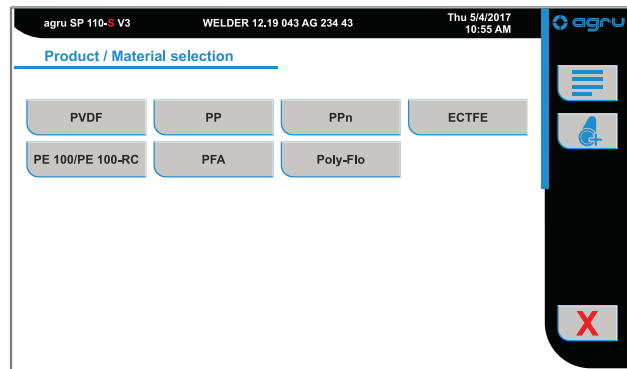 agru SP 110-S V3 WELDER 12.19 043 AG 234 43 Thu 5/4/2017
10:55 AM
agru
Product / Material selection
PVDF PP PPn ECTFE
PE 100/PE 100-RC PFA Poly-Flo
X